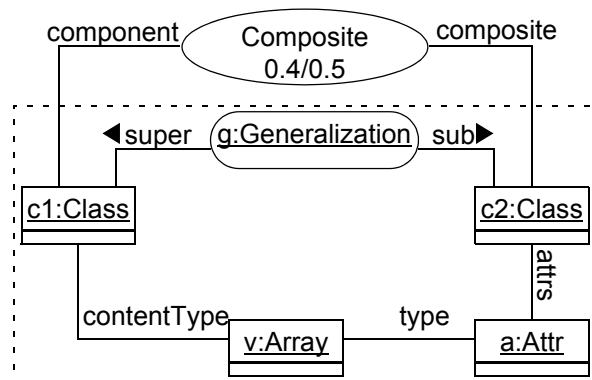 component
Composite
0.4/0.5
composite
super
g:Generalization
sub
c1:Class
c2:Class
attrs
contentType
type
v:Array
a:Attr